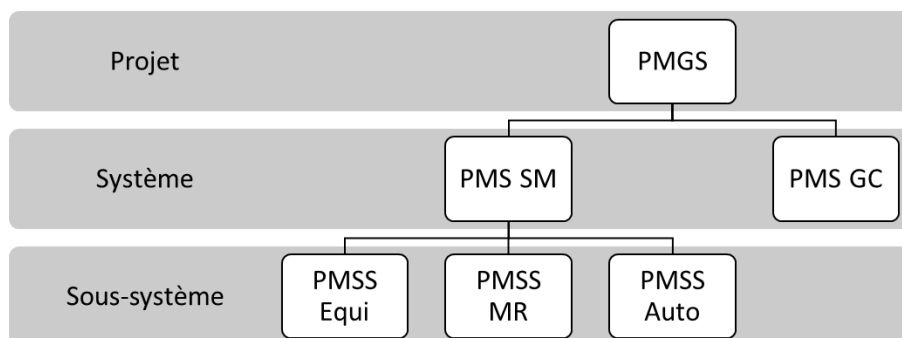 Projet
PMGS
Système
PMS SM
PMS GC
Sous-système
PMSS
Equi
PMSS
MR
PMSS
Auto